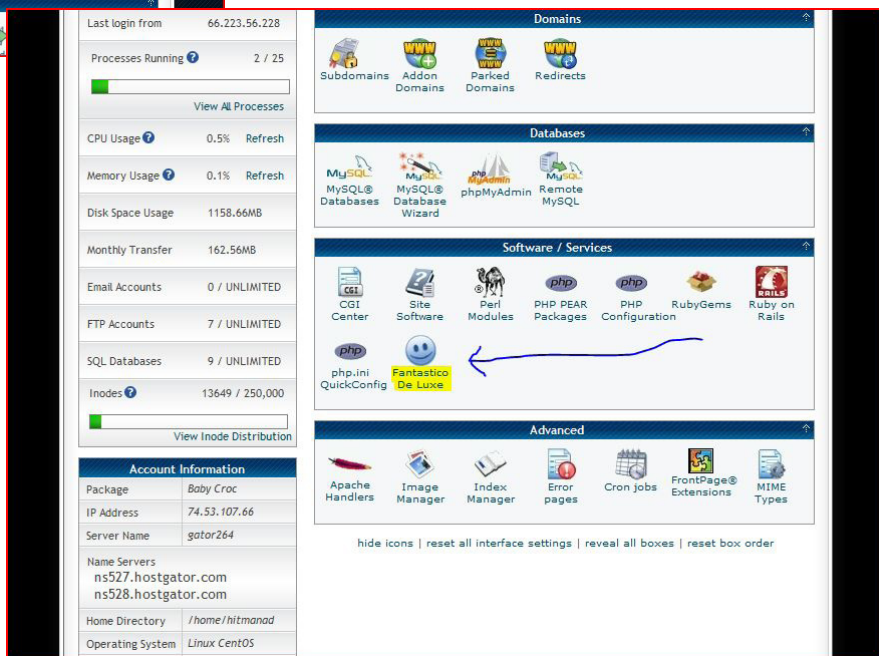 Last login from 66.223.56.228
Processes Running 2 / 25
View All Processes
CPU Usage 0.5% Refresh
Memory Usage 0.1% Refresh
Disk Space Usage 1158.66MB
Monthly Transfer 162.56MB
Email Accounts 0 / UNLIMITED
FTP Accounts 7 / UNLIMITED
SQL Databases 9 / UNLIMITED
Inodes 13649 / 250,000
View Inode Distribution
Account Information
Package Baby Croc
IP Address 74.53.107.66
Server Name gator264
Name Servers
ns527.hostgator.com
ns528.hostgator.com
Home Directory /home/hitmanad
Operating System Linux CentOS
Domains
Subdomains
Addon
Domains
Parked
Domains
Redirects
Databases
MySQL®
Databases
MySQL®
Database
Wizard
phpMyAdmin
Remote
MySQL
Software / Services
CGI
Center
Site
Software
Perl
Modules
PHP PEAR
Packages
PHP
Configuration
RubyGems
Ruby on
Rails
php.ini
QuickConfig
Fantastico
De Luxe
Advanced
Apache
Handlers
Image
Manager
Index
Manager
Error
pages
Cron jobs
FrontPage®
Extensions
MIME
Types
hide icons | reset all interface settings | reveal all boxes | reset box order